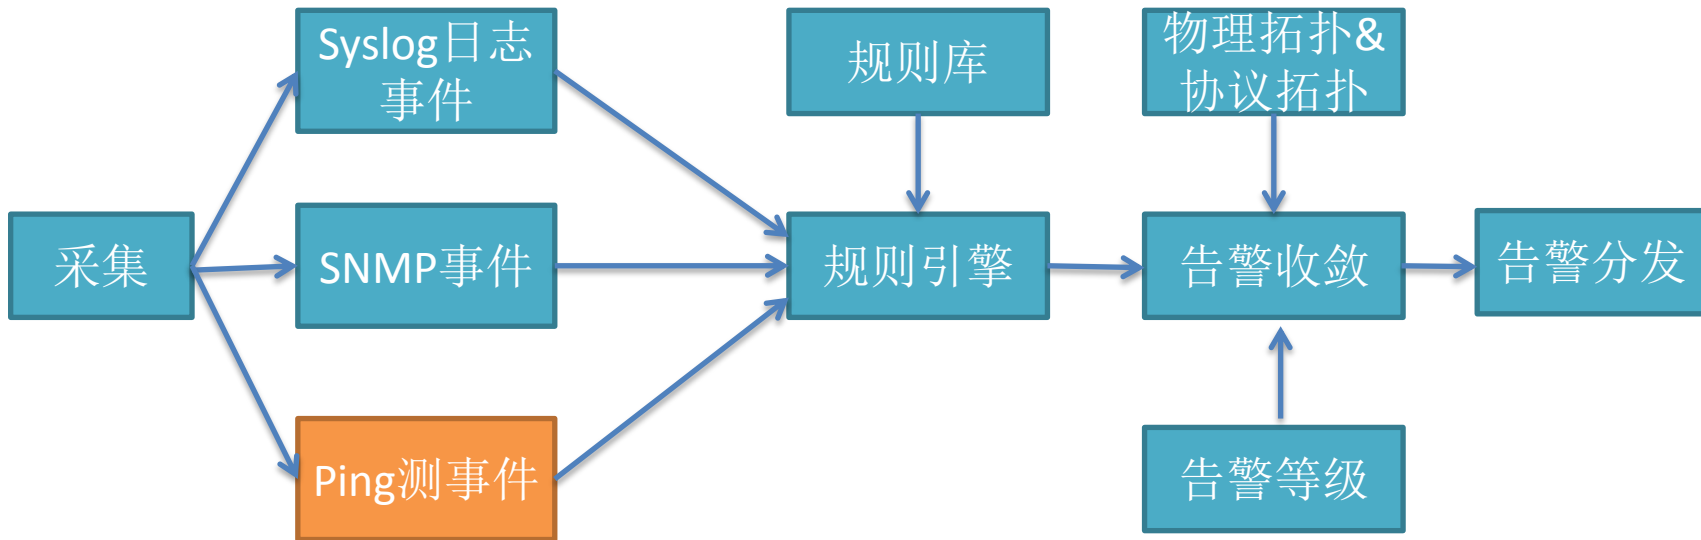 Syslog日志
事件
规则库
物理拓扑&
协议拓扑
采集
SNMP事件
规则引擎
告警收敛
告警分发
Ping测事件
告警等级